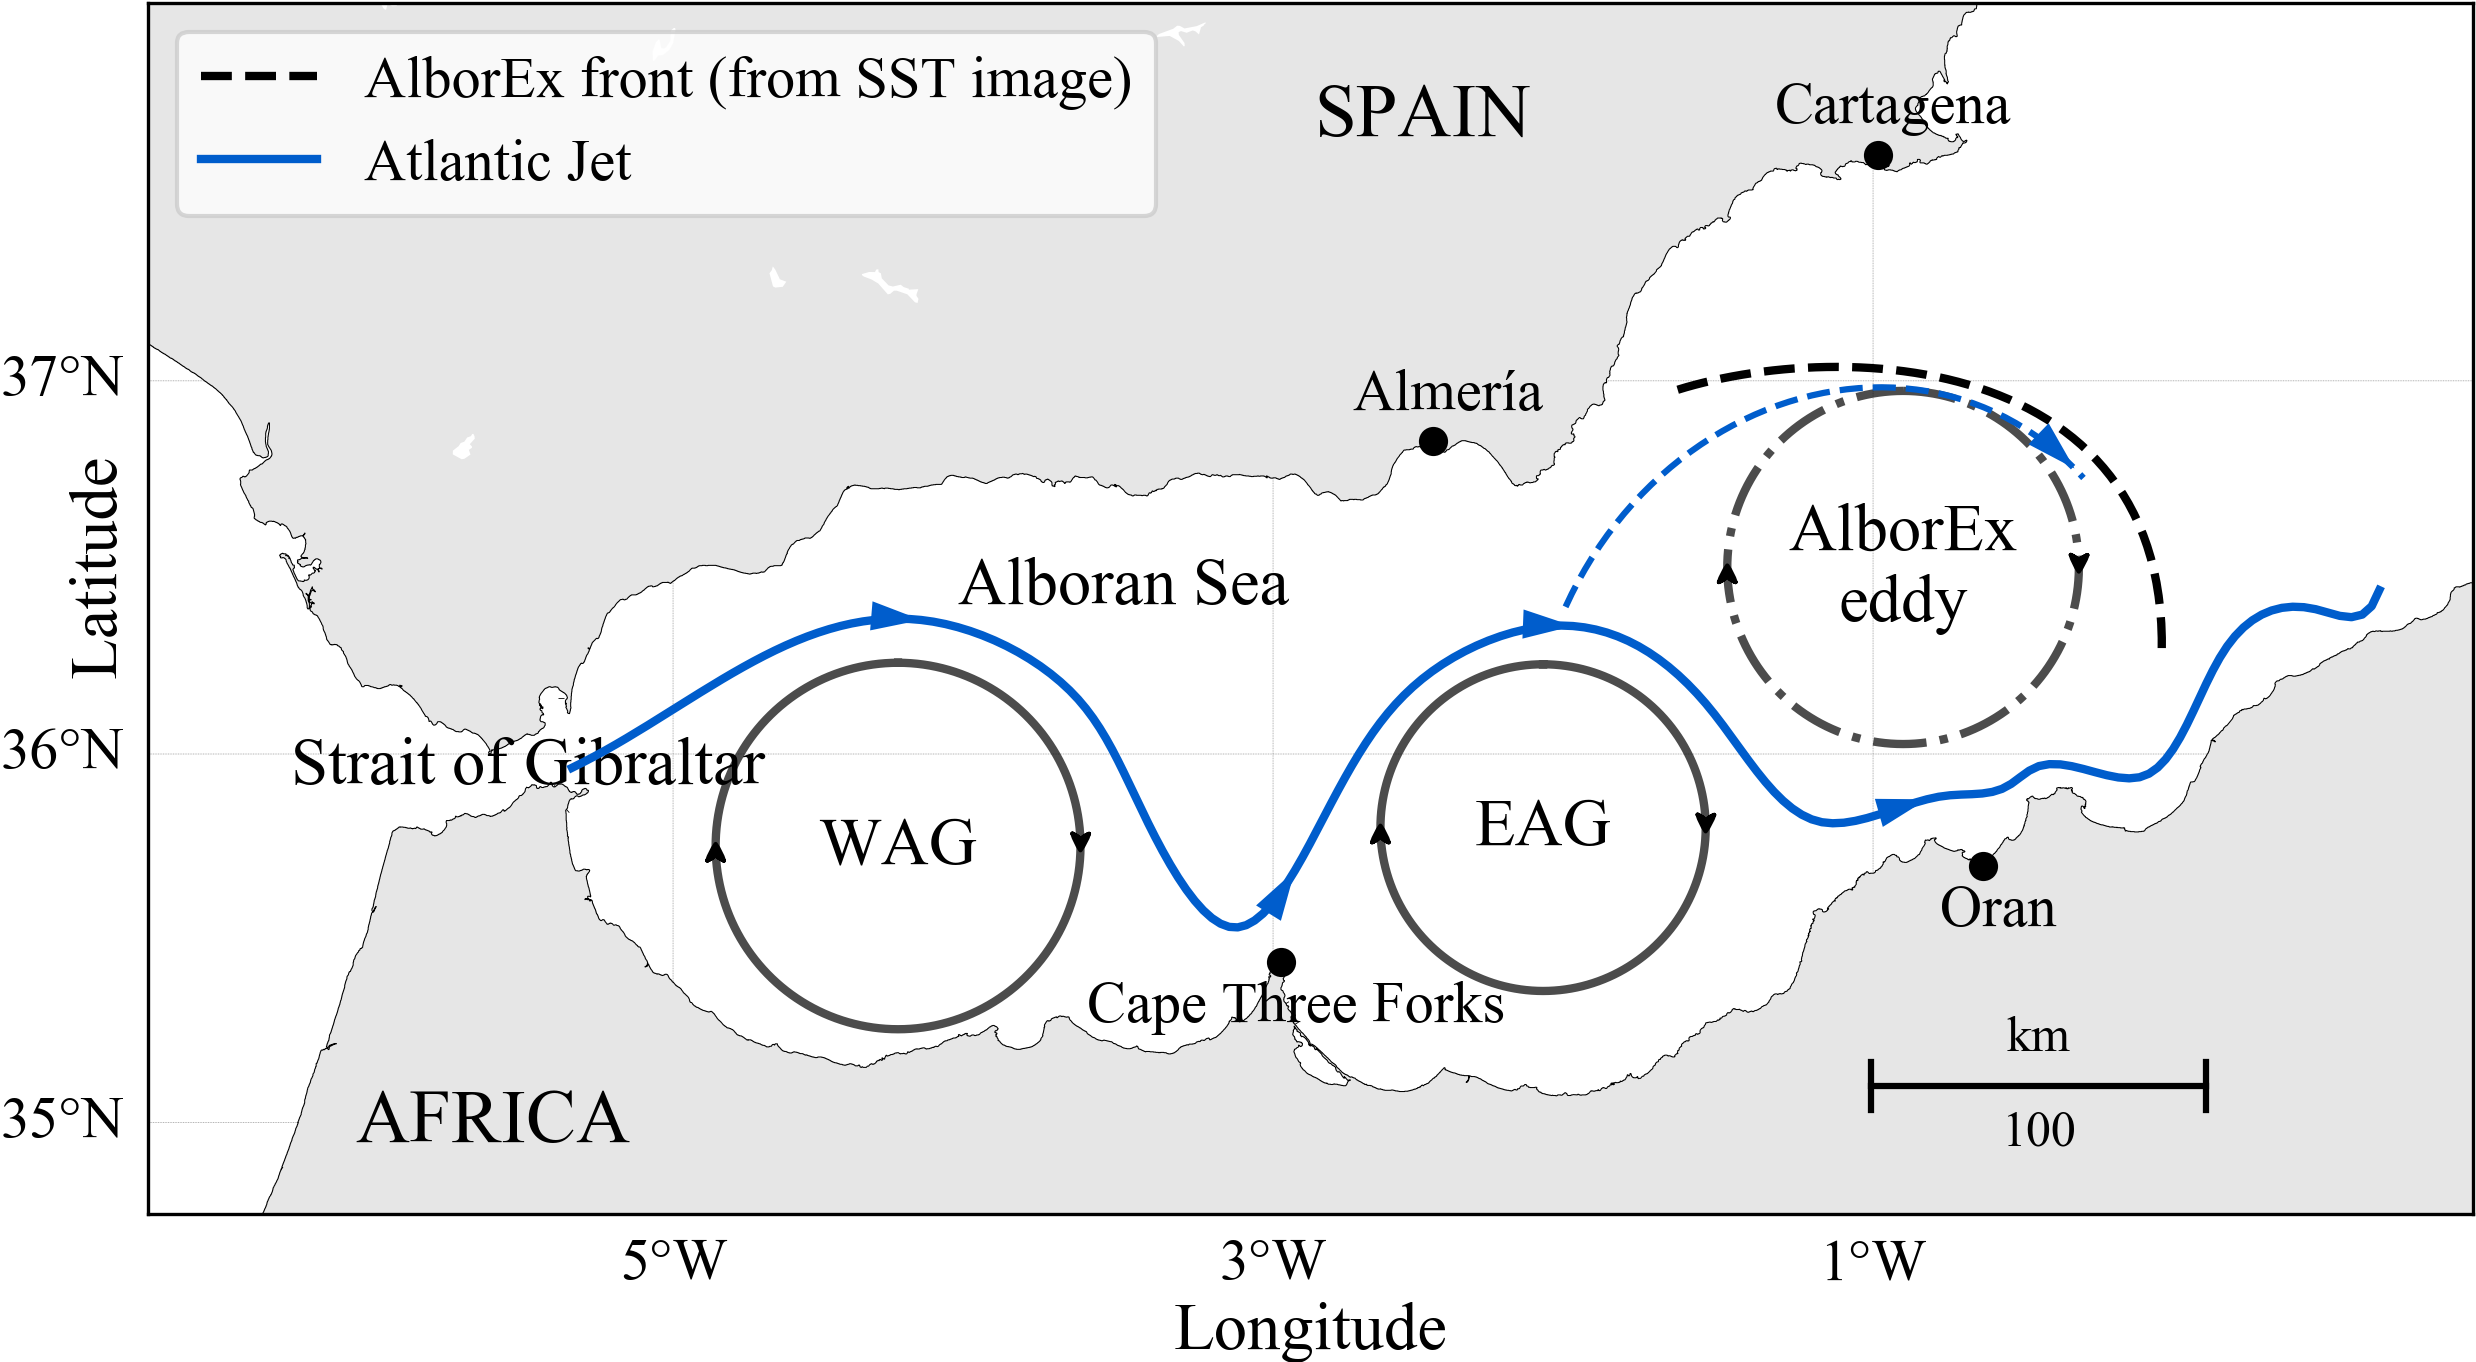 AlborEx front (from SST image)
Atlantic Jet
SPAIN
Cartagena
37°N
Almería
AlborEx
eddy
Alboran Sea
Latitude
36°N
Strait of Gibraltar
WAG
EAG
Oran
Cape Three Forks
km
100
35°N
AFRICA
5°W
3°W
1°W
Longitude